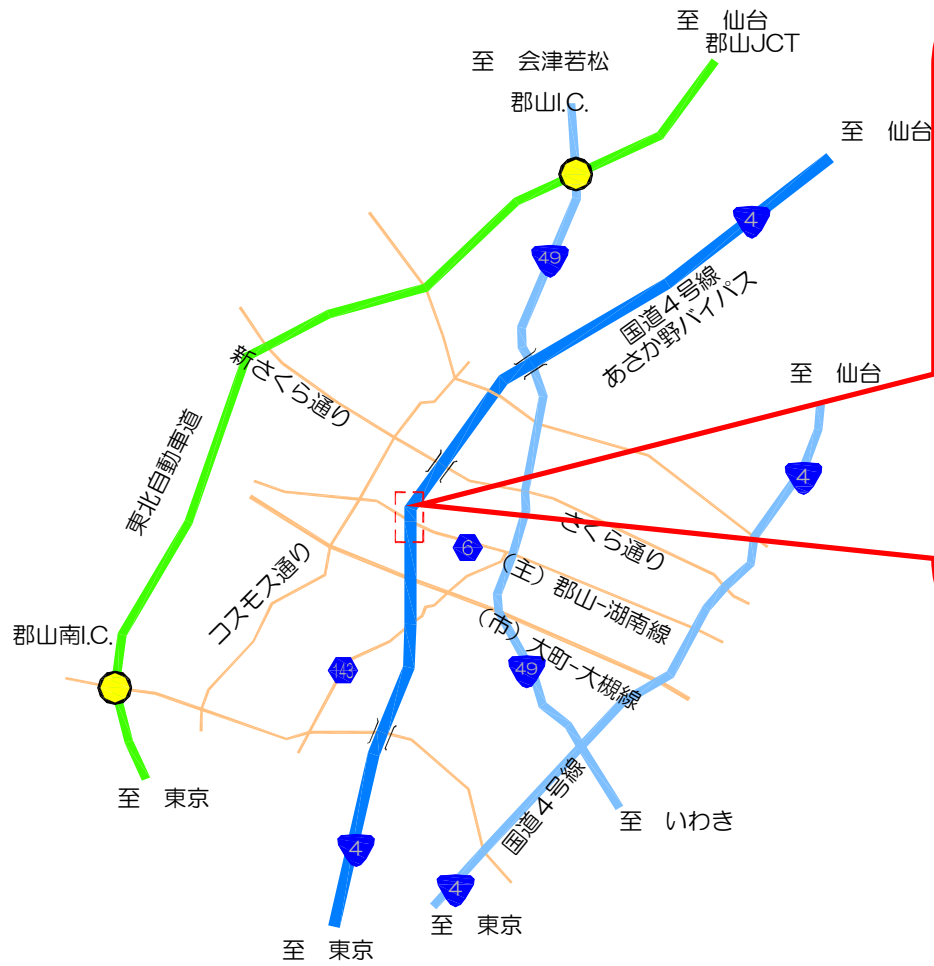 至　仙台
郡山JCT
至　会津若松
郡山I.C.
至　仙台
4
49
国道４号線
あさか野バイパス
新さくら通り
至　仙台
4
東北自動車道
さくら通り
6
(主) 郡山-湖南線
コスモス通り
(市) 大町-大槻線
郡山南I.C.
143
49
至　東京
国道４号線
至　いわき
4
4
至　東京
至　東京